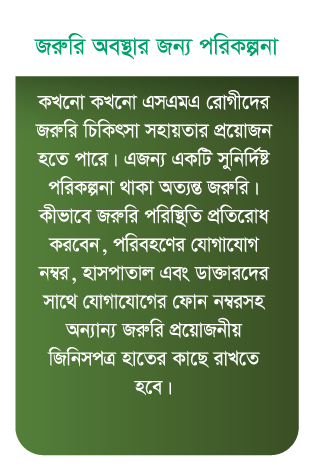 জরুরি অবস্থার জন্য পরিকল্পনা
কখনো কখনো এসএমএ রোগীদের
জরুরি চিকিৎসা সহায়তার প্রয়োজন
হতে পারে। এজন্য একটি সুনির্দিষ্ট
পরিকল্পনা থাকা অত্যন্ত জরুরি।
কীভাবে জরুরি পরিস্থিতি প্রতিরোধ
করবেন, পরিবহণের যোগাযোগ
নম্বর, হাসপাতাল এবং ডাক্তারদের
সাথে যোগাযোগের ফোন নম্বরসহ
অন্যান্য জরুরি প্রয়োজনীয়
জিনিসপত্র হাতের কাছে রাখতে
হবে।